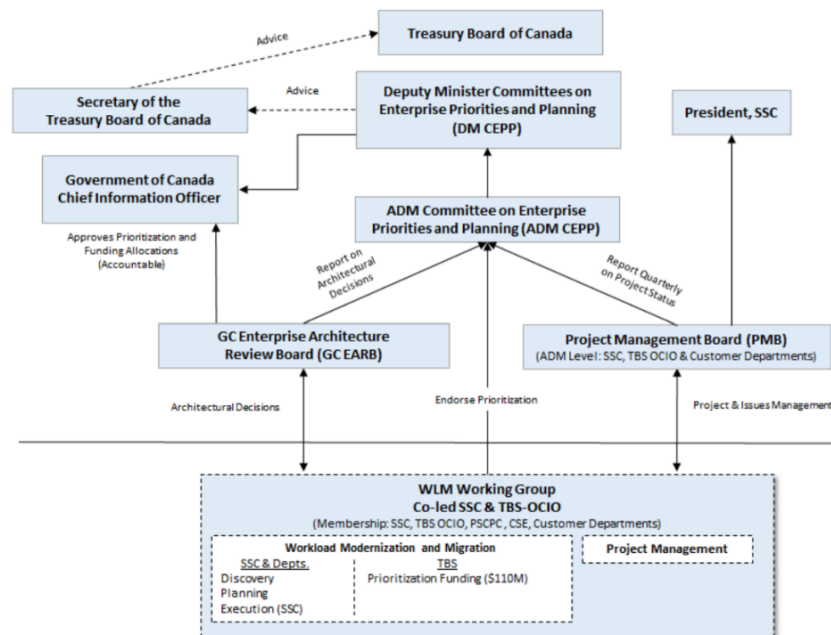 Advice
Treasury Board of Canada
Secretary of the
Treasury Board of Canada
Advice
Deputy Minister Committees on
Enterprise Priorities and Planning
(DM CEPP)
President, SSC
Government of Canada
Chief Information Officer
ADM Committee on Enterprise
Priorities and Planning (ADM CEPP)
Approves Prioritization and
Funding Allocations
(Accountable)
Report on
Architectural
Decisions
Report Quarterly
on Project Status
GC Enterprise Architecture
Review Board (GC EARB)
Project Management Board (PMB)
(ADM Level: SSC, TBS OCIO & Customer Departments)
Architectural Decisions
Endorse Prioritization
Project & Issues Management
WLM Working Group
Co-led SSC & TBS-OCIO
(Membership: SSC, TBS OCIO, PSCPC , CSE, Customer Departments)
Workload Modernization and Migration
SSC & Depts.
Discovery
Planning
Execution (SSC)
TBS
Prioritization Funding ($110M)
Project Management